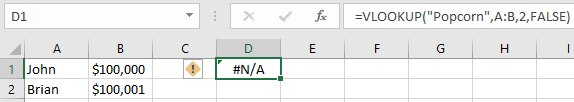 D1 fx =VLOOKUP("Popcorn",A:B,2,FALSE)
A B C D E F G H I
1 John $100,000 #N/A
2 Brian $100,001